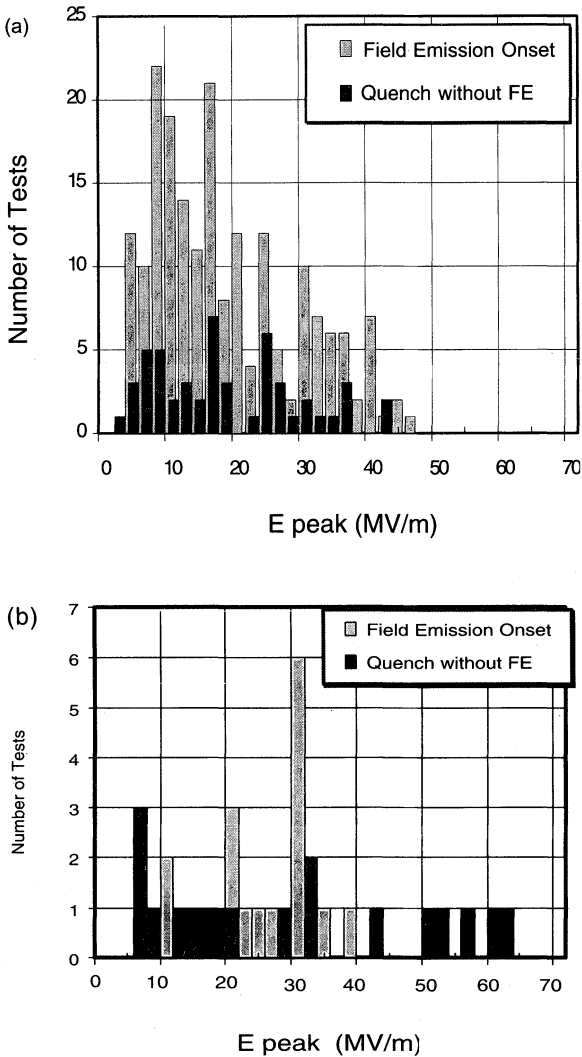 (a)
25
20
15
10
5
0
Number of Tests
Field Emission Onset
Quench without FE
0 10 20 30 40 50 60 70
E peak (MV/m)
(b)
7
6
5
4
3
2
1
0
Number of Tests
Field Emission Onset
Quench without FE
0 10 20 30 40 50 60 70
E peak (MV/m)